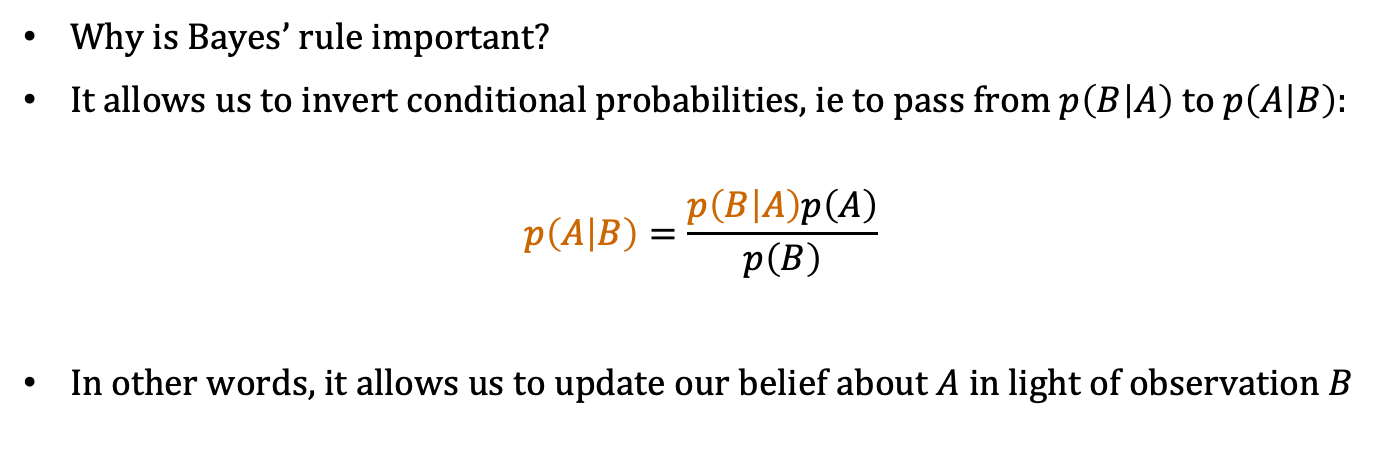 • Why is Bayes’ rule important?
• It allows us to invert conditional probabilities, ie to pass from p(B|A) to p(A|B):
p(A|B) = p(B|A)p(A) / p(B)
• In other words, it allows us to update our belief about A in light of observation B